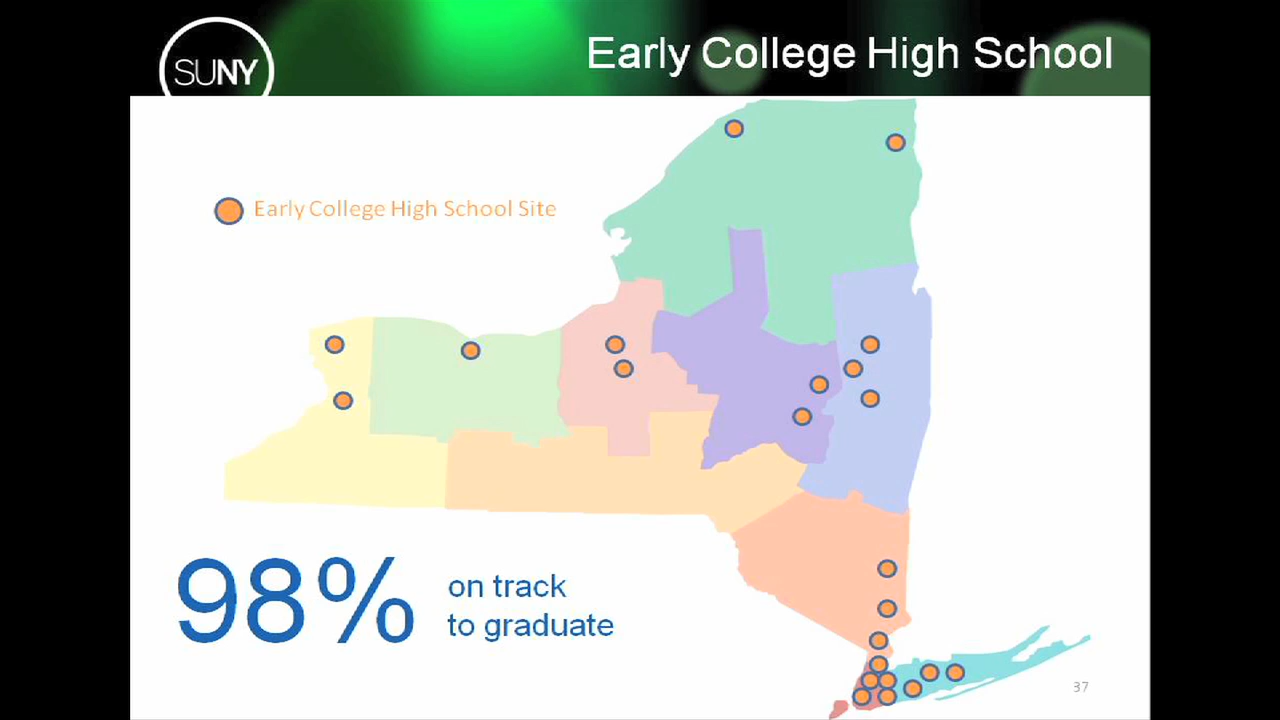 SUNY
Early College High School
Early College High School Site
98%
on track
to graduate
37